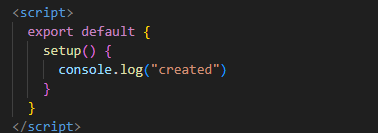 <script>
  export default {
    setup() {
      console.log("created")
    }
  }
</script>